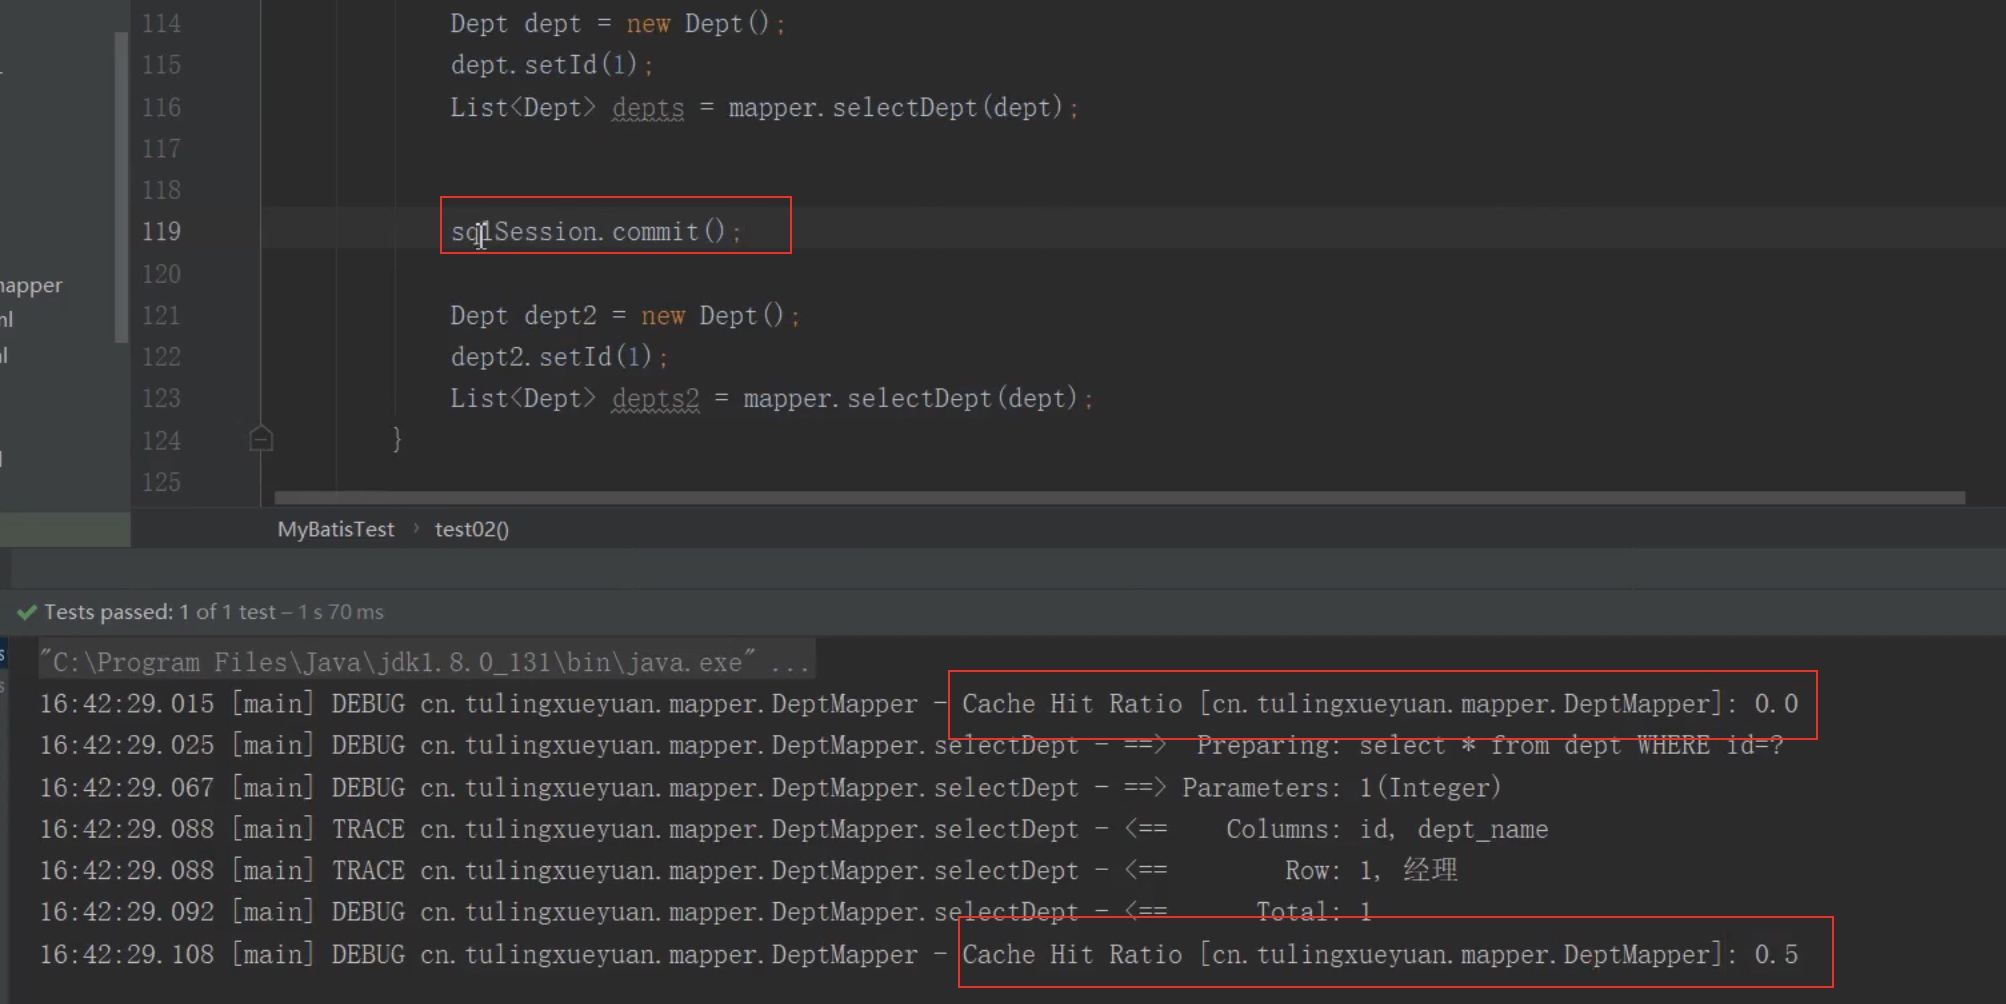 114 Dept dept = new Dept();
115 dept.setId(1);
116 List<Dept> depts = mapper.selectDept(dept);
117
118
119 sqlSession.commit();
mapper
120
121 Dept dept2 = new Dept();
122 dept2.setId(1);
123 List<Dept> depts2 = mapper.selectDept(dept);
124 }
125
MyBatisTest › test02()
Tests passed: 1 of 1 test – 1 s 70 ms
"C:\Program Files\Java\jdk1.8.0_131\bin\java.exe" ...
16:42:29.015 [main] DEBUG cn.tulingxueyuan.mapper.DeptMapper - Cache Hit Ratio [cn.tulingxueyuan.mapper.DeptMapper]: 0.0
16:42:29.025 [main] DEBUG cn.tulingxueyuan.mapper.DeptMapper.selectDept - ==>  Preparing: select * from dept WHERE id=?
16:42:29.067 [main] DEBUG cn.tulingxueyuan.mapper.DeptMapper.selectDept - ==> Parameters: 1(Integer)
16:42:29.088 [main] TRACE cn.tulingxueyuan.mapper.DeptMapper.selectDept - <==    Columns: id, dept_name
16:42:29.088 [main] TRACE cn.tulingxueyuan.mapper.DeptMapper.selectDept - <==        Row: 1, 经理
16:42:29.092 [main] DEBUG cn.tulingxueyuan.mapper.DeptMapper.selectDept - <==      Total: 1
16:42:29.108 [main] DEBUG cn.tulingxueyuan.mapper.DeptMapper - Cache Hit Ratio [cn.tulingxueyuan.mapper.DeptMapper]: 0.5